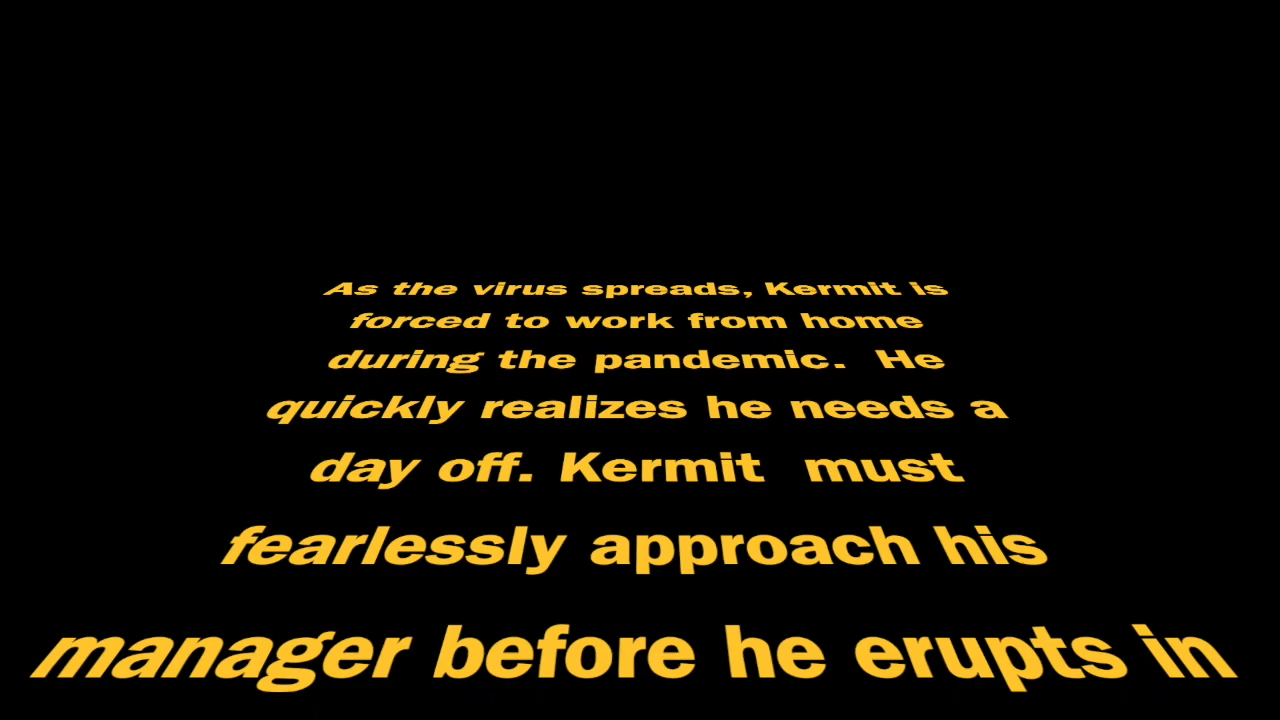 As the virus spreads, Kermit is
forced to work from home
during the pandemic.  He
quickly realizes he needs a
day off. Kermit  must
fearlessly approach his
manager before he erupts in